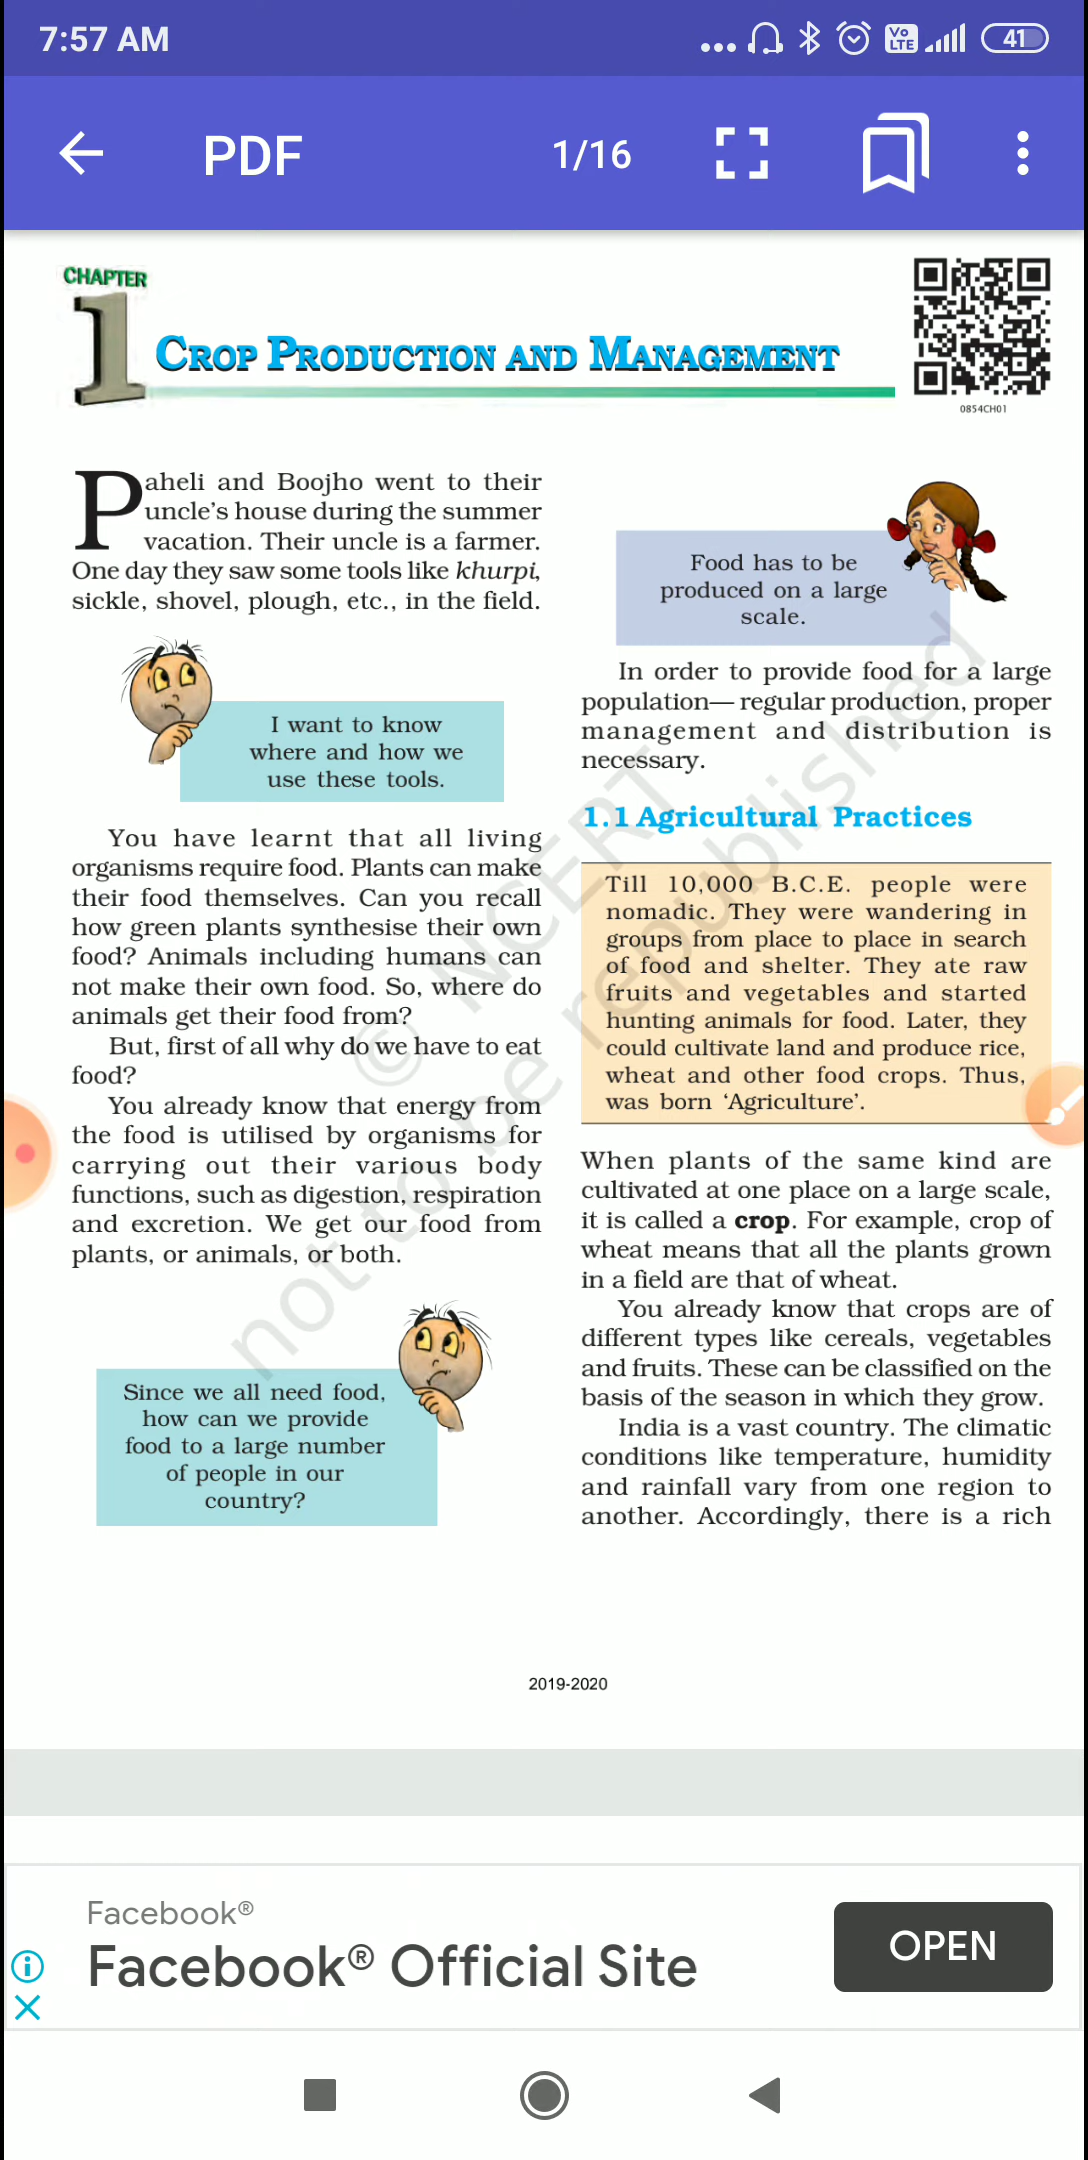 7:57 AM
Vo LTE
41
PDF
1/16
CHAPTER
1
CROP PRODUCTION AND MANAGEMENT
0854CH01
Paheli and Boojho went to their
uncle's house during the summer
vacation. Their uncle is a farmer.
One day they saw some tools like khurpi,
sickle, shovel, plough, etc., in the field.
I want to know
where and how we
use these tools.
You have learnt that all living
organisms require food. Plants can make
their food themselves. Can you recall
how green plants synthesise their own
food? Animals including humans can
not make their own food. So, where do
animals get their food from?
But, first of all why do we have to eat
food?
You already know that energy from
the food is utilised by organisms for
carrying out their various body
functions, such as digestion, respiration
and excretion. We get our food from
plants, or animals, or both.
Since we all need food,
how can we provide
food to a large number
of people in our
country?
Food has to be
produced on a large
scale.
In order to provide food for a large
population— regular production, proper
management and distribution is
necessary.
1.1 Agricultural Practices
Till 10,000 B.C.E. people were
nomadic. They were wandering in
groups from place to place in search
of food and shelter. They ate raw
fruits and vegetables and started
hunting animals for food. Later, they
could cultivate land and produce rice,
wheat and other food crops. Thus,
was born 'Agriculture'.
When plants of the same kind are
cultivated at one place on a large scale,
it is called a crop. For example, crop of
wheat means that all the plants grown
in a field are that of wheat.
You already know that crops are of
different types like cereals, vegetables
and fruits. These can be classified on the
basis of the season in which they grow.
India is a vast country. The climatic
conditions like temperature, humidity
and rainfall vary from one region to
another. Accordingly, there is a rich
© NCERT
not to be republished
2019-2020
Facebook®
Facebook® Official Site
OPEN